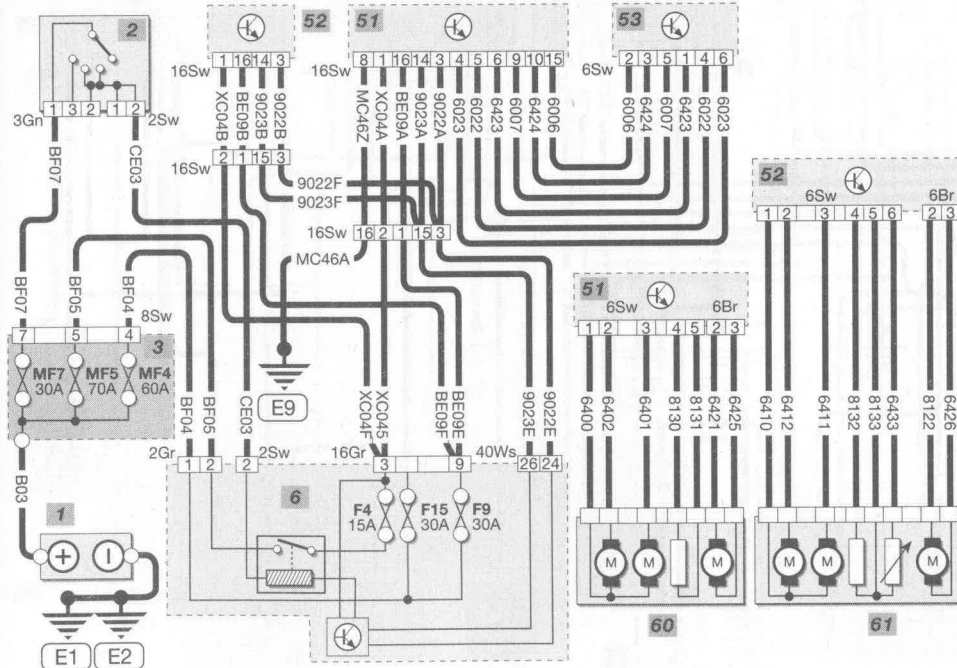 2
52
51
53
1 16 14 3
8 1 16 14 3 4 5 6 9 10 15
2 3 5 1 4 6
16Sw
16Sw
6Sw
1 3 2 1 2
3Gn
2Sw
XC04B BE09B 9023B 9022B
MC46Z XC04A BE09A 9023A 9022A 6023 6022 6423 6007 6424 6006
6006 6424 6007 6423 6022 6023
BF07
CE03
16Sw
2 1 15 3
9022F
9023F
52
6Sw
6Br
1 2 3 4 5 6 2 3
16Sw
16 2 1 15 3
MC46A
51
6Sw
6Br
1 2 3 4 5 2 3
BF07 BF05 BF04
8Sw
7 5 4
3
MF7
30A
MF5
70A
MF4
60A
E9
BF04 BF05 CE03
XC04F XC045 BE09F BE09E 9023E 9022E
6400 6402 6401 8130 8131 6421 6425
6410 6412 6411 8132 8133 6433 8122 6426
2Gr
1 2
2
2Sw
16Gr
3 9
40Ws
26 24
B03
6
F4
15A
F15
30A
F9
30A
1
+ −
M M M
M M M
60
61
E1 E2